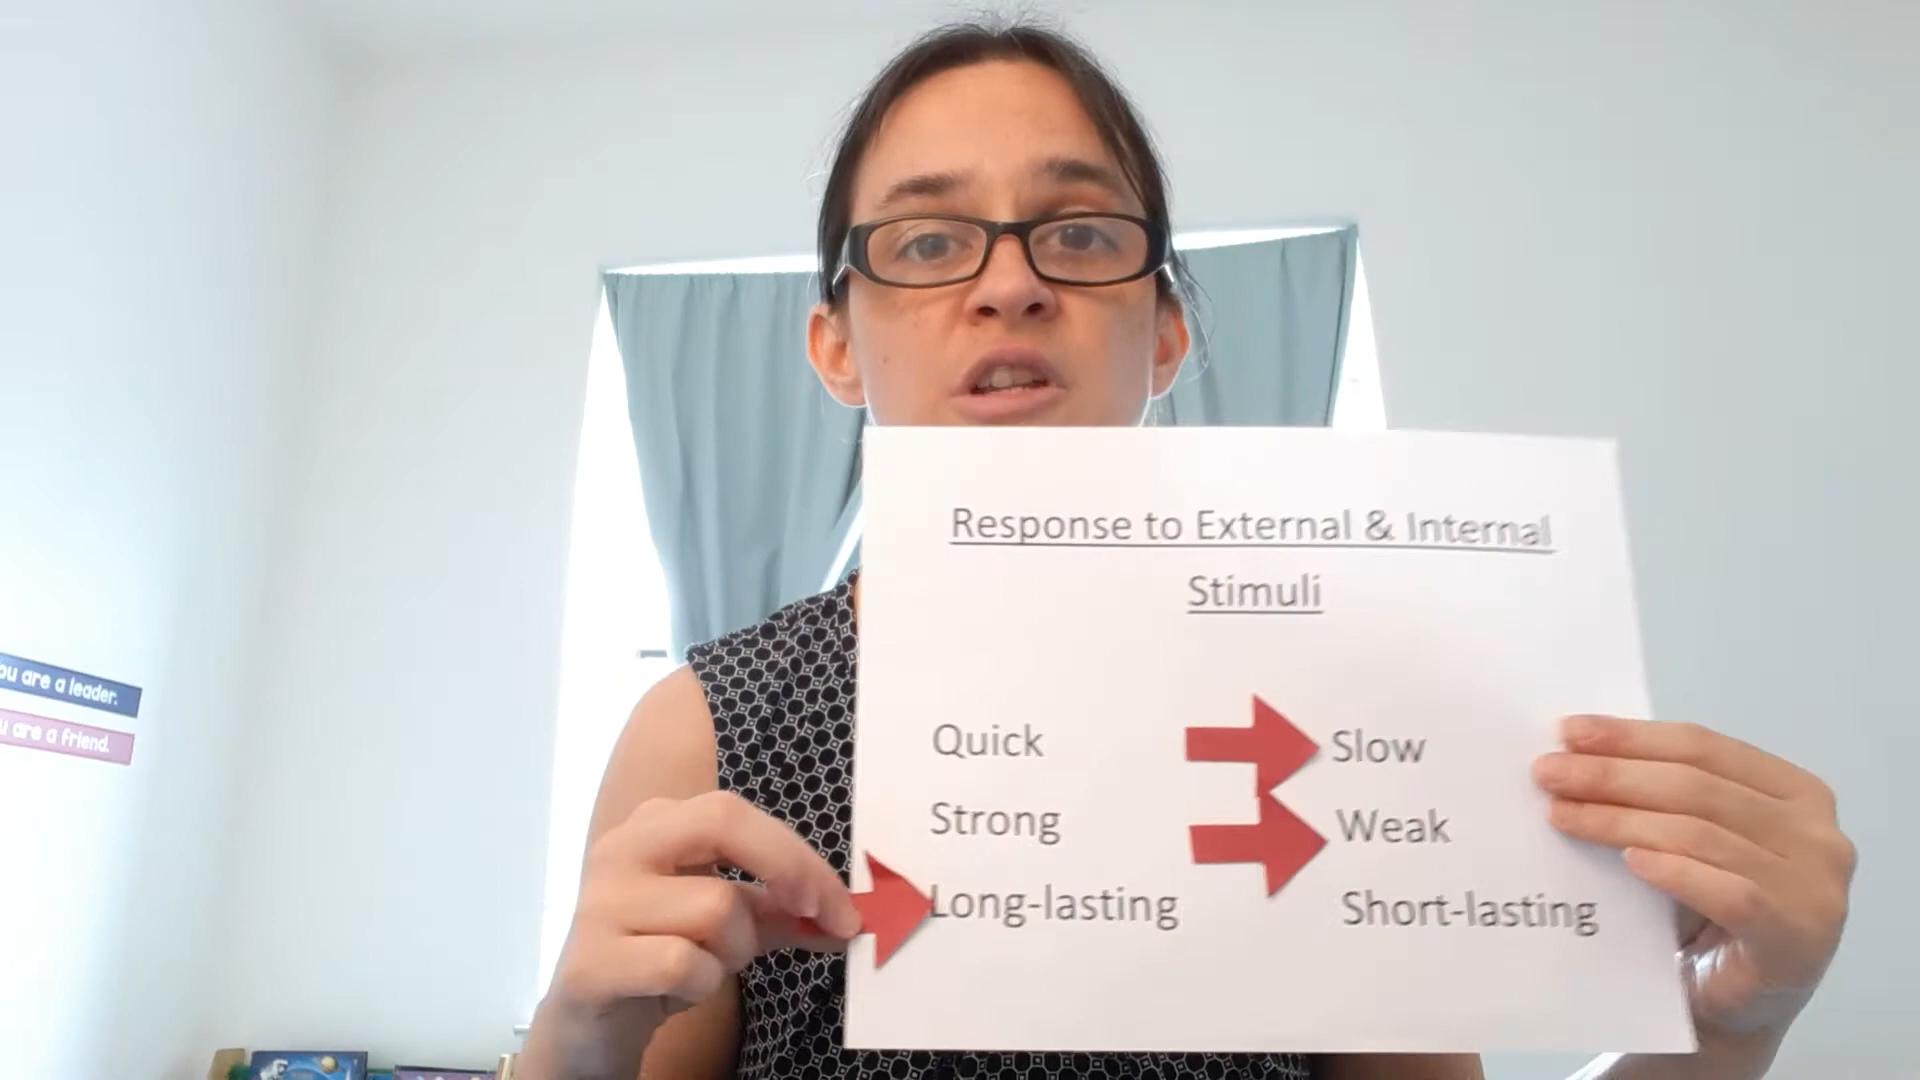 ou are a leader.
u are a friend.
Response to External & Internal
Stimuli
Quick Slow
Strong Weak
Long-lasting Short-lasting